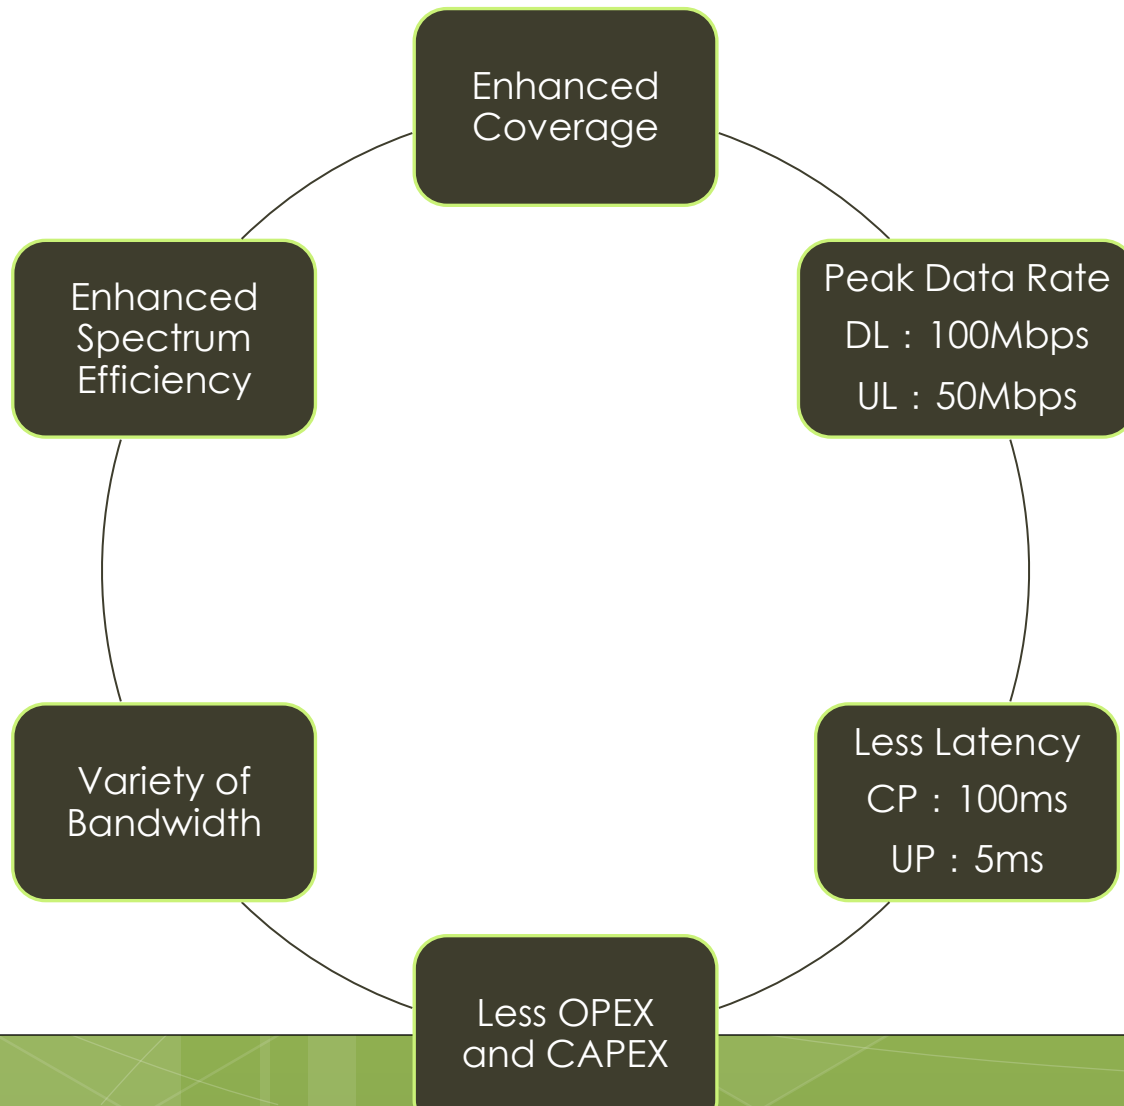 Enhanced
Coverage
Peak Data Rate
DL : 100Mbps
UL : 50Mbps
Less Latency
CP : 100ms
UP : 5ms
Less OPEX
and CAPEX
Variety of
Bandwidth
Enhanced
Spectrum
Efficiency